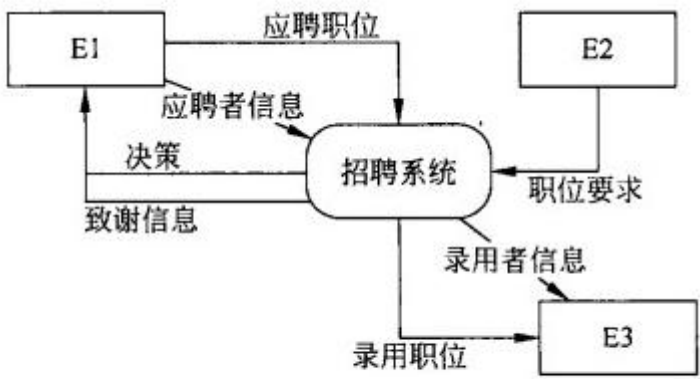 E1
应聘职位
E2
应聘者信息
决策
招聘系统
致谢信息
职位要求
录用者信息
录用职位
E3